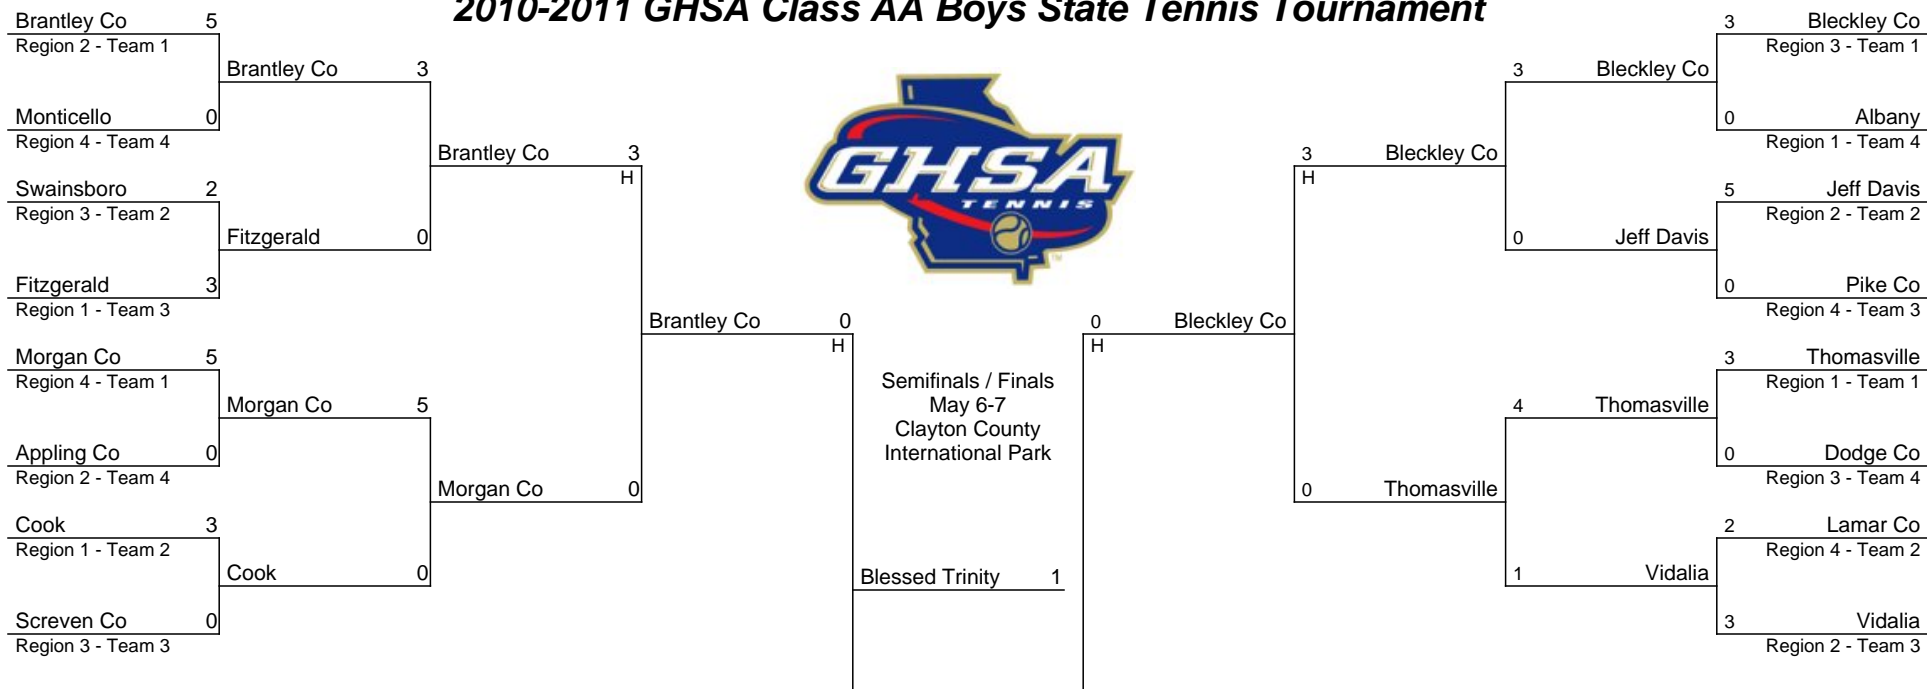 2010-2011 GHSA Class AA Boys State Tennis Tournament
Brantley Co 5
Region 2 - Team 1
Monticello 0
Region 4 - Team 4
Swainsboro 2
Region 3 - Team 2
Fitzgerald 3
Region 1 - Team 3
Morgan Co 5
Region 4 - Team 1
Appling Co 0
Region 2 - Team 4
Cook 3
Region 1 - Team 2
Screven Co 0
Region 3 - Team 3
Brantley Co 3
Fitzgerald 0
Morgan Co 5
Cook 0
Brantley Co 3
H
Morgan Co 0
Brantley Co 0
H
GHSA
TENNIS
TM
Semifinals / Finals
May 6-7
Clayton County
International Park
Blessed Trinity 1
0 Bleckley Co
H
3 Bleckley Co
H
0 Thomasville
3 Bleckley Co
0 Jeff Davis
4 Thomasville
1 Vidalia
3 Bleckley Co
Region 3 - Team 1
0 Albany
Region 1 - Team 4
5 Jeff Davis
Region 2 - Team 2
0 Pike Co
Region 4 - Team 3
3 Thomasville
Region 1 - Team 1
0 Dodge Co
Region 3 - Team 4
2 Lamar Co
Region 4 - Team 2
3 Vidalia
Region 2 - Team 3